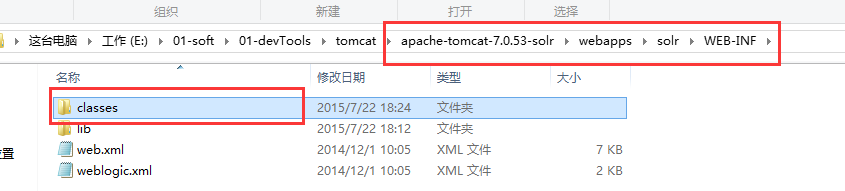 组织 新建 打开 选择
这台电脑 工作 (E:) 01-soft 01-devTools tomcat apache-tomcat-7.0.53-solr webapps solr WEB-INF
名称 修改日期 类型 大小
classes 2015/7/22 18:24 文件夹
lib 2015/7/22 18:12 文件夹
web.xml 2014/12/1 10:05 XML 文件 7 KB
位置
weblogic.xml 2014/12/1 10:05 XML 文件 2 KB